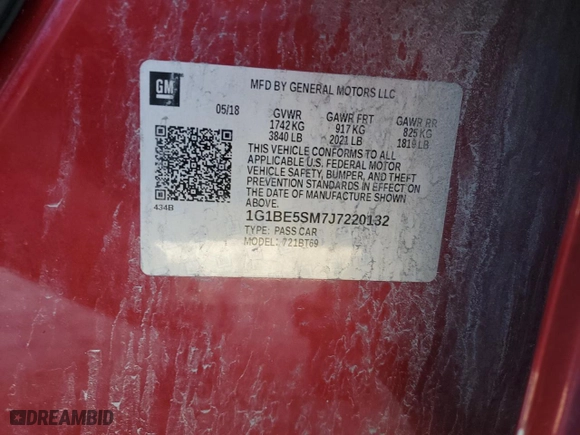 GM
MFD BY GENERAL MOTORS LLC
05/18 GVWR GAWR FRT GAWR RR
1742 KG 917 KG 825 KG
3840 LB 2021 LB 1819 LB
THIS VEHICLE CONFORMS TO ALL
APPLICABLE U.S. FEDERAL MOTOR
VEHICLE SAFETY, BUMPER, AND THEFT
PREVENTION STANDARDS IN EFFECT ON
THE DATE OF MANUFACTURE SHOWN
ABOVE.
434B
1G1BE5SM7J7220132
TYPE: PASS CAR
MODEL: 721BT69
DREAMBID